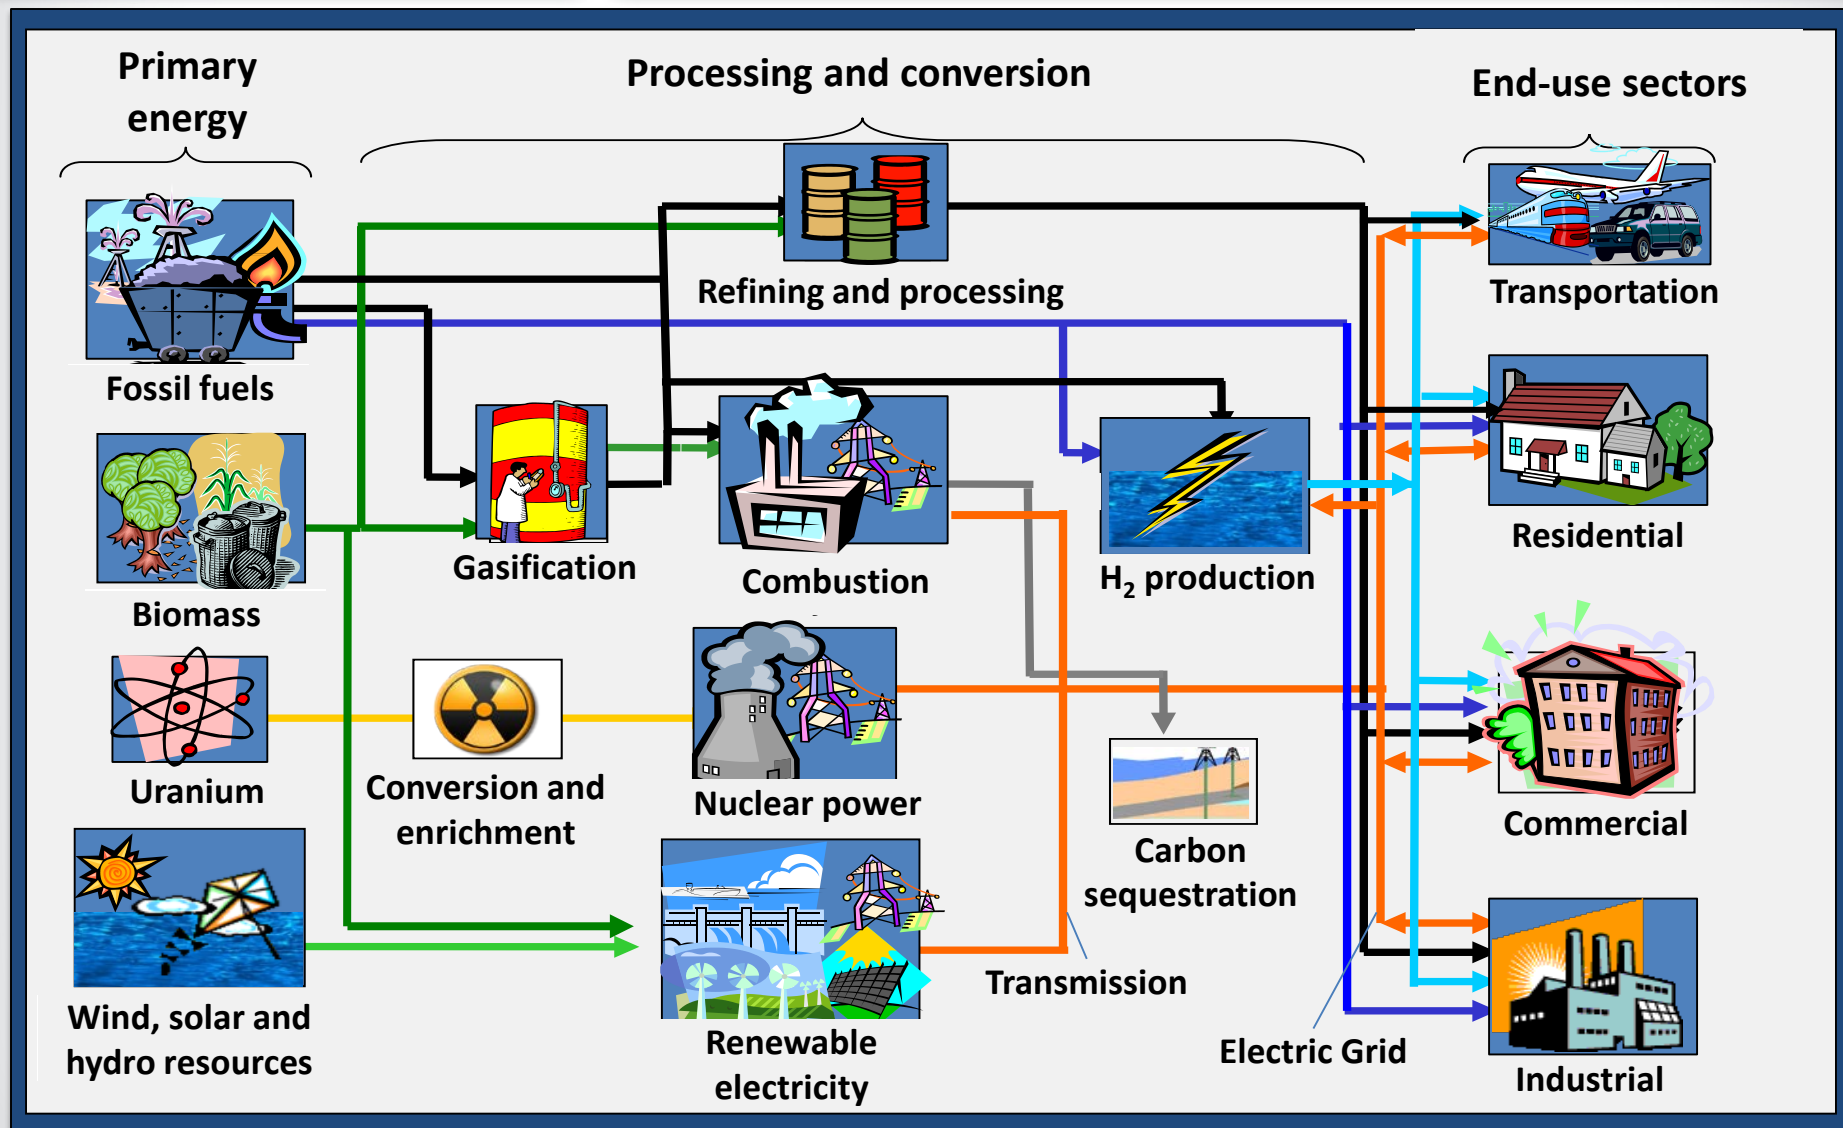 Primary
energy
Processing and conversion
End-use sectors
Fossil fuels
Biomass
Uranium
Wind, solar and
hydro resources
Refining and processing
Gasification
Combustion
H₂ production
Conversion and
enrichment
Nuclear power
Carbon
sequestration
Renewable
electricity
Transmission
Electric Grid
Transportation
Residential
Commercial
Industrial